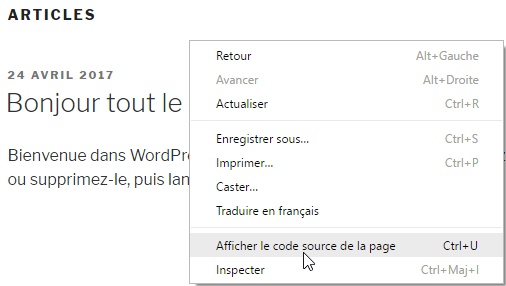 ARTICLES
24 AVRIL 2017
Bonjour tout le
Bienvenue dans WordPre
ou supprimez-le, puis lan
Retour Alt+Gauche
Avancer Alt+Droite
Actualiser Ctrl+R
Enregistrer sous... Ctrl+S
Imprimer... Ctrl+P
Caster...
Traduire en français
Afficher le code source de la page Ctrl+U
Inspecter Ctrl+Maj+I